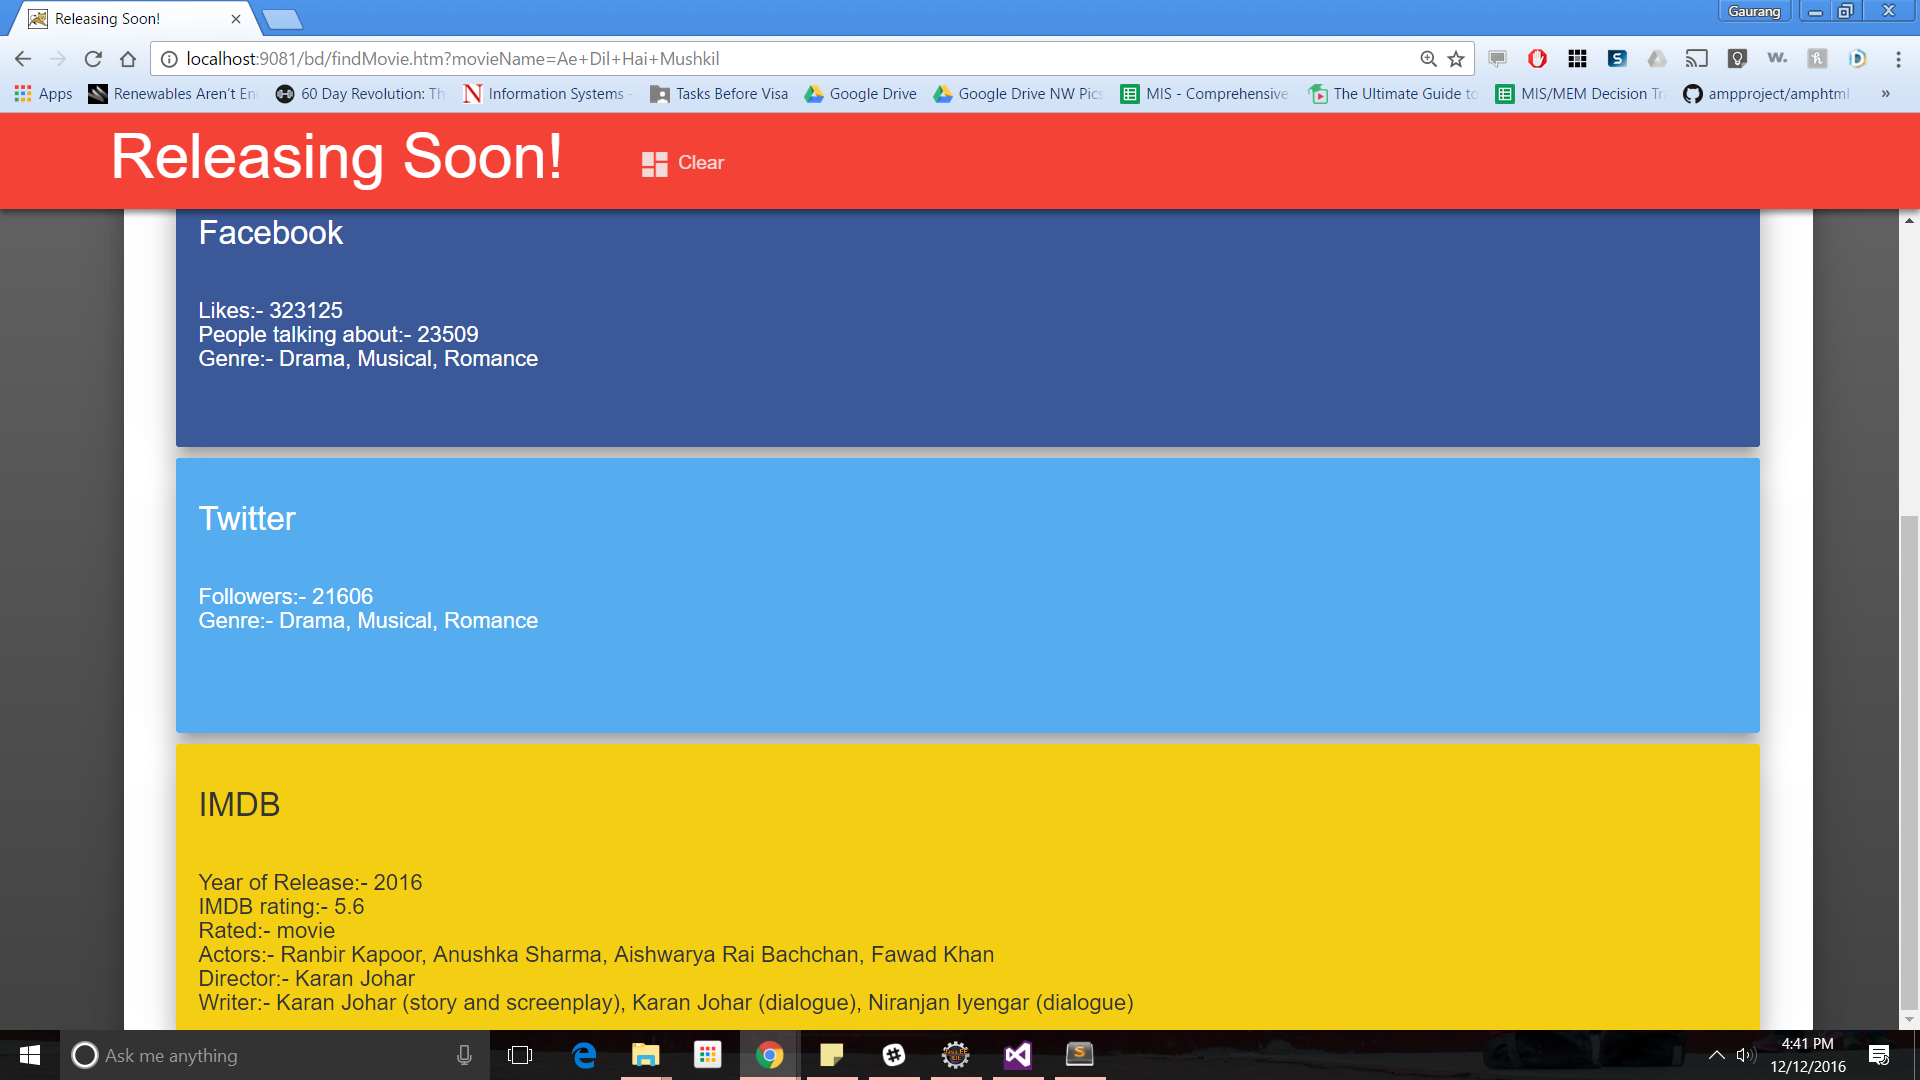 Releasing Soon!
Gaurang
localhost:9081/bd/findMovie.htm?movieName=Ae+Dil+Hai+Mushkil
Apps
Renewables Aren't En
60 Day Revolution: Th
Information Systems -
Tasks Before Visa
Google Drive
Google Drive NW Pics
MIS - Comprehensive
The Ultimate Guide to
MIS/MEM Decision Tr
ampproject/amphtml
»
Releasing Soon!
Clear
Facebook
Likes:- 323125
People talking about:- 23509
Genre:- Drama, Musical, Romance
Twitter
Followers:- 21606
Genre:- Drama, Musical, Romance
IMDB
Year of Release:- 2016
IMDB rating:- 5.6
Rated:- movie
Actors:- Ranbir Kapoor, Anushka Sharma, Aishwarya Rai Bachchan, Fawad Khan
Director:- Karan Johar
Writer:- Karan Johar (story and screenplay), Karan Johar (dialogue), Niranjan Iyengar (dialogue)
Ask me anything
4:41 PM
12/12/2016